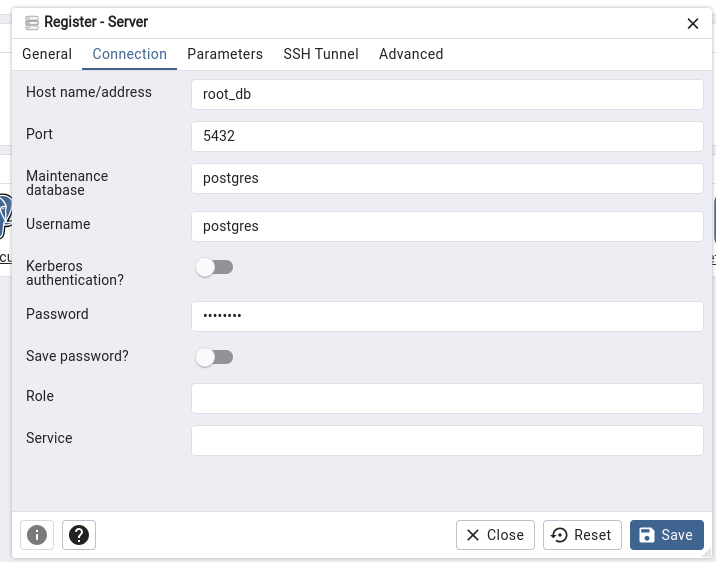 Register - Server
General Connection Parameters SSH Tunnel Advanced
Host name/address root_db
Port 5432
Maintenance database postgres
Username postgres
Kerberos authentication?
Password ••••••••
Save password?
Role
Service
Close Reset Save